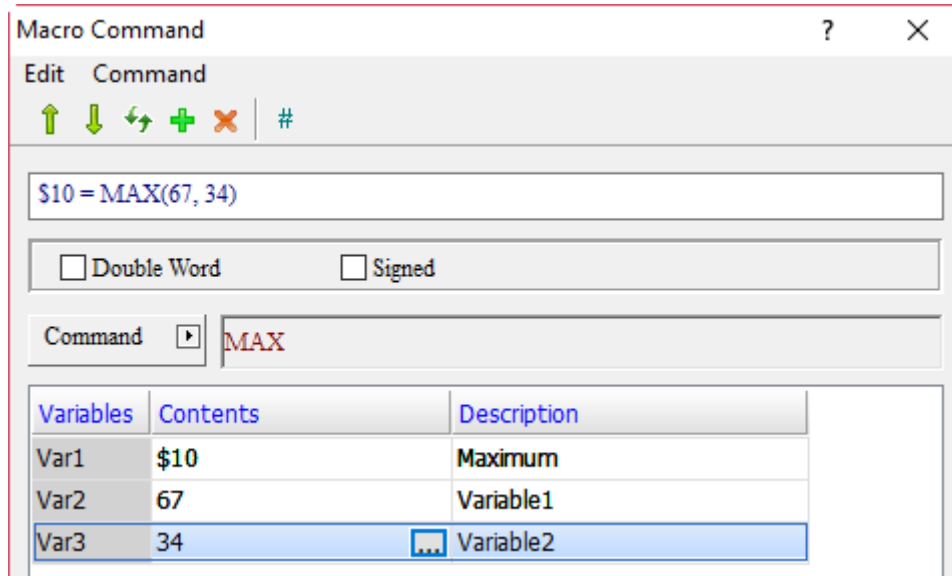 Macro Command ?
Edit Command
#
$10 = MAX(67, 34)
Double Word Signed
Command MAX
Variables Contents Description
Var1 $10 Maximum
Var2 67 Variable1
Var3 34 ... Variable2